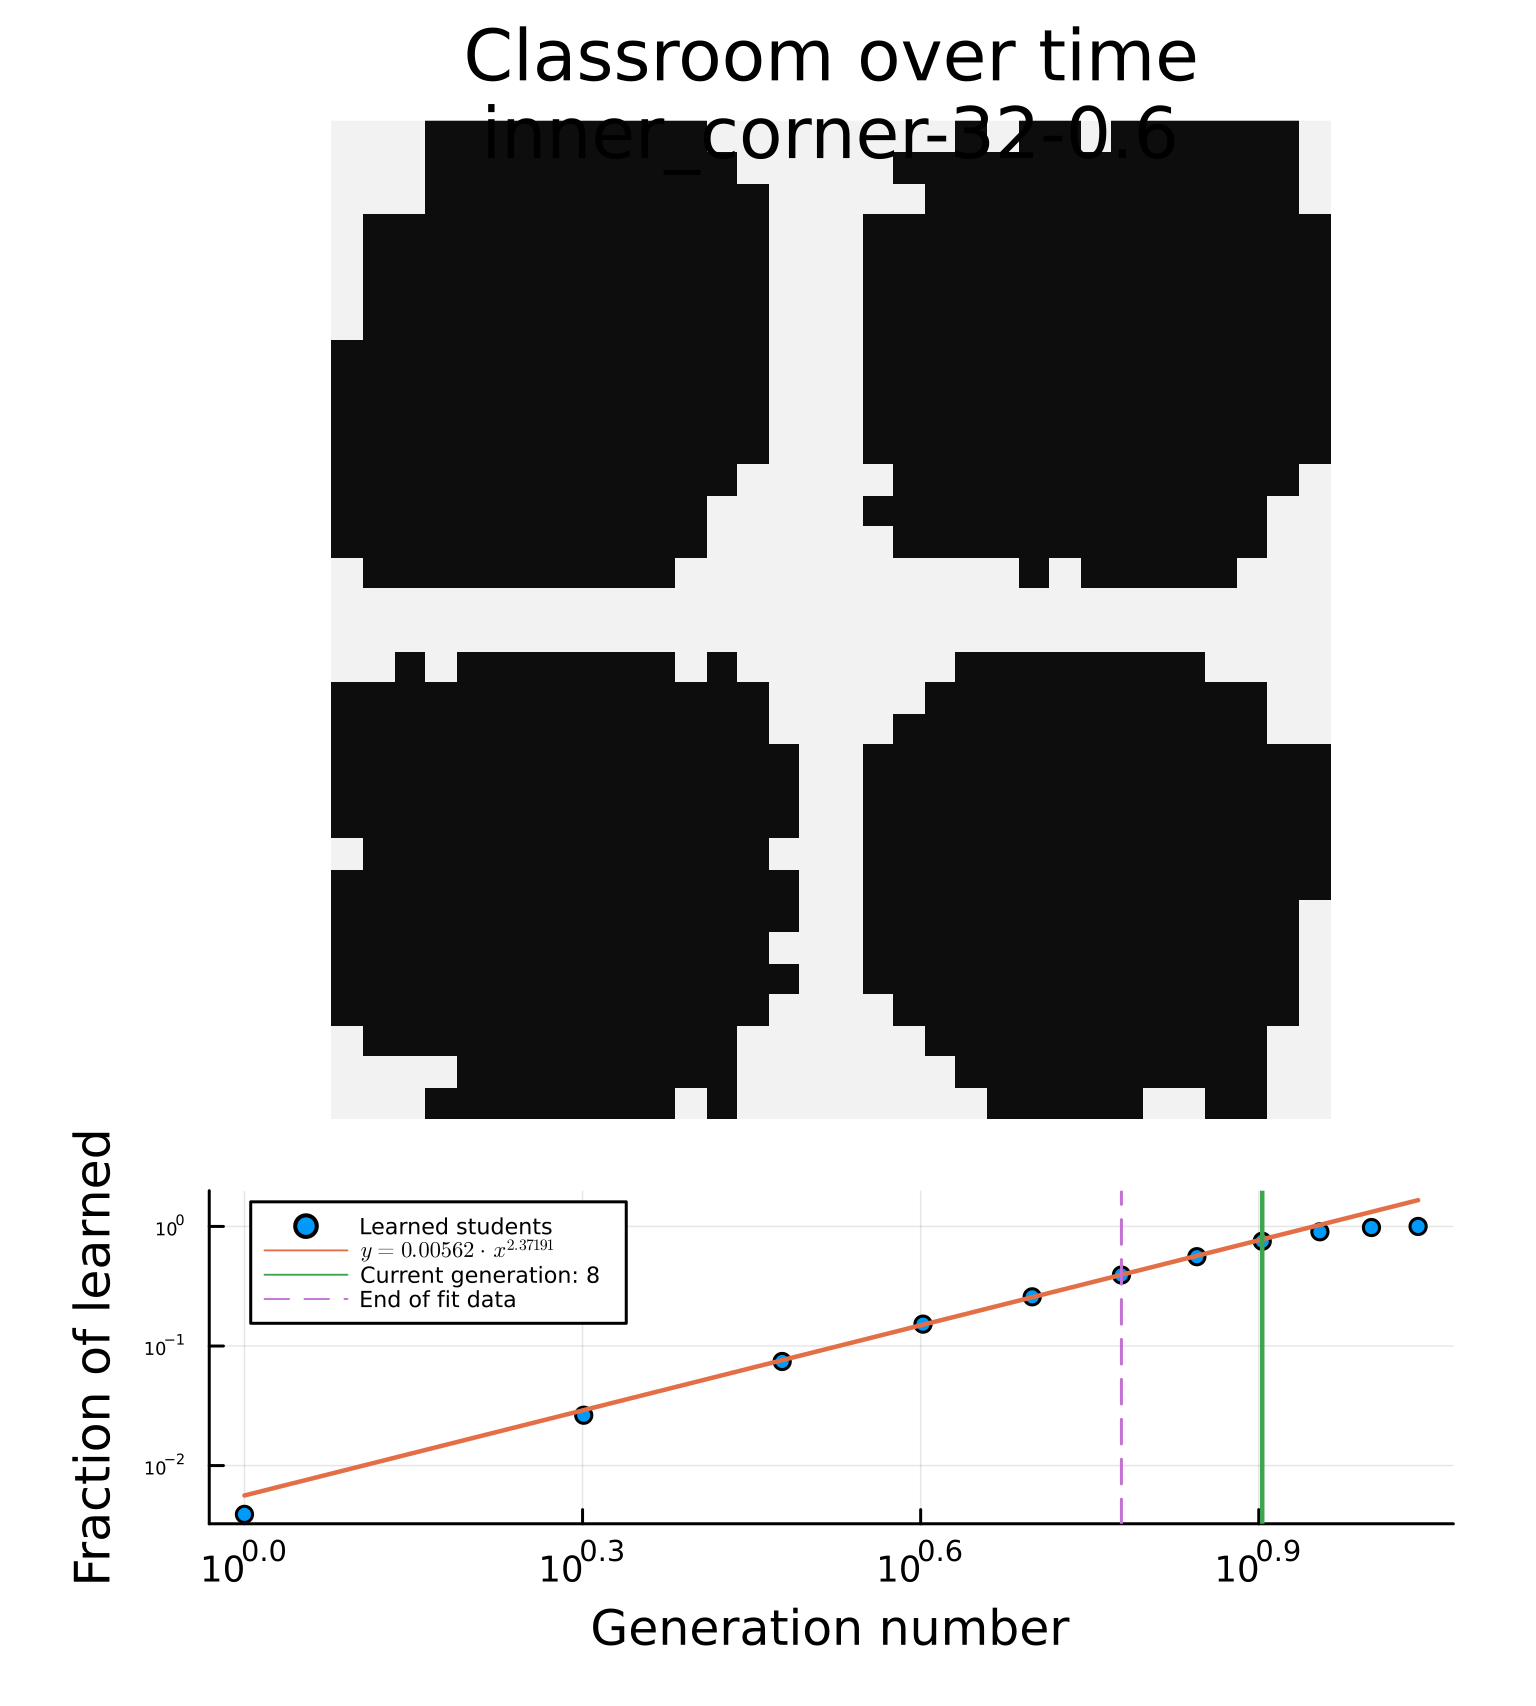 Classroom over time
inner_corner-32-0.6
Fraction of learned
10⁰
10⁻¹
10⁻²
Learned students
y = 0.00562 · x^2.37191
Current generation: 8
End of fit data
10^0.0
10^0.3
10^0.6
10^0.9
Generation number